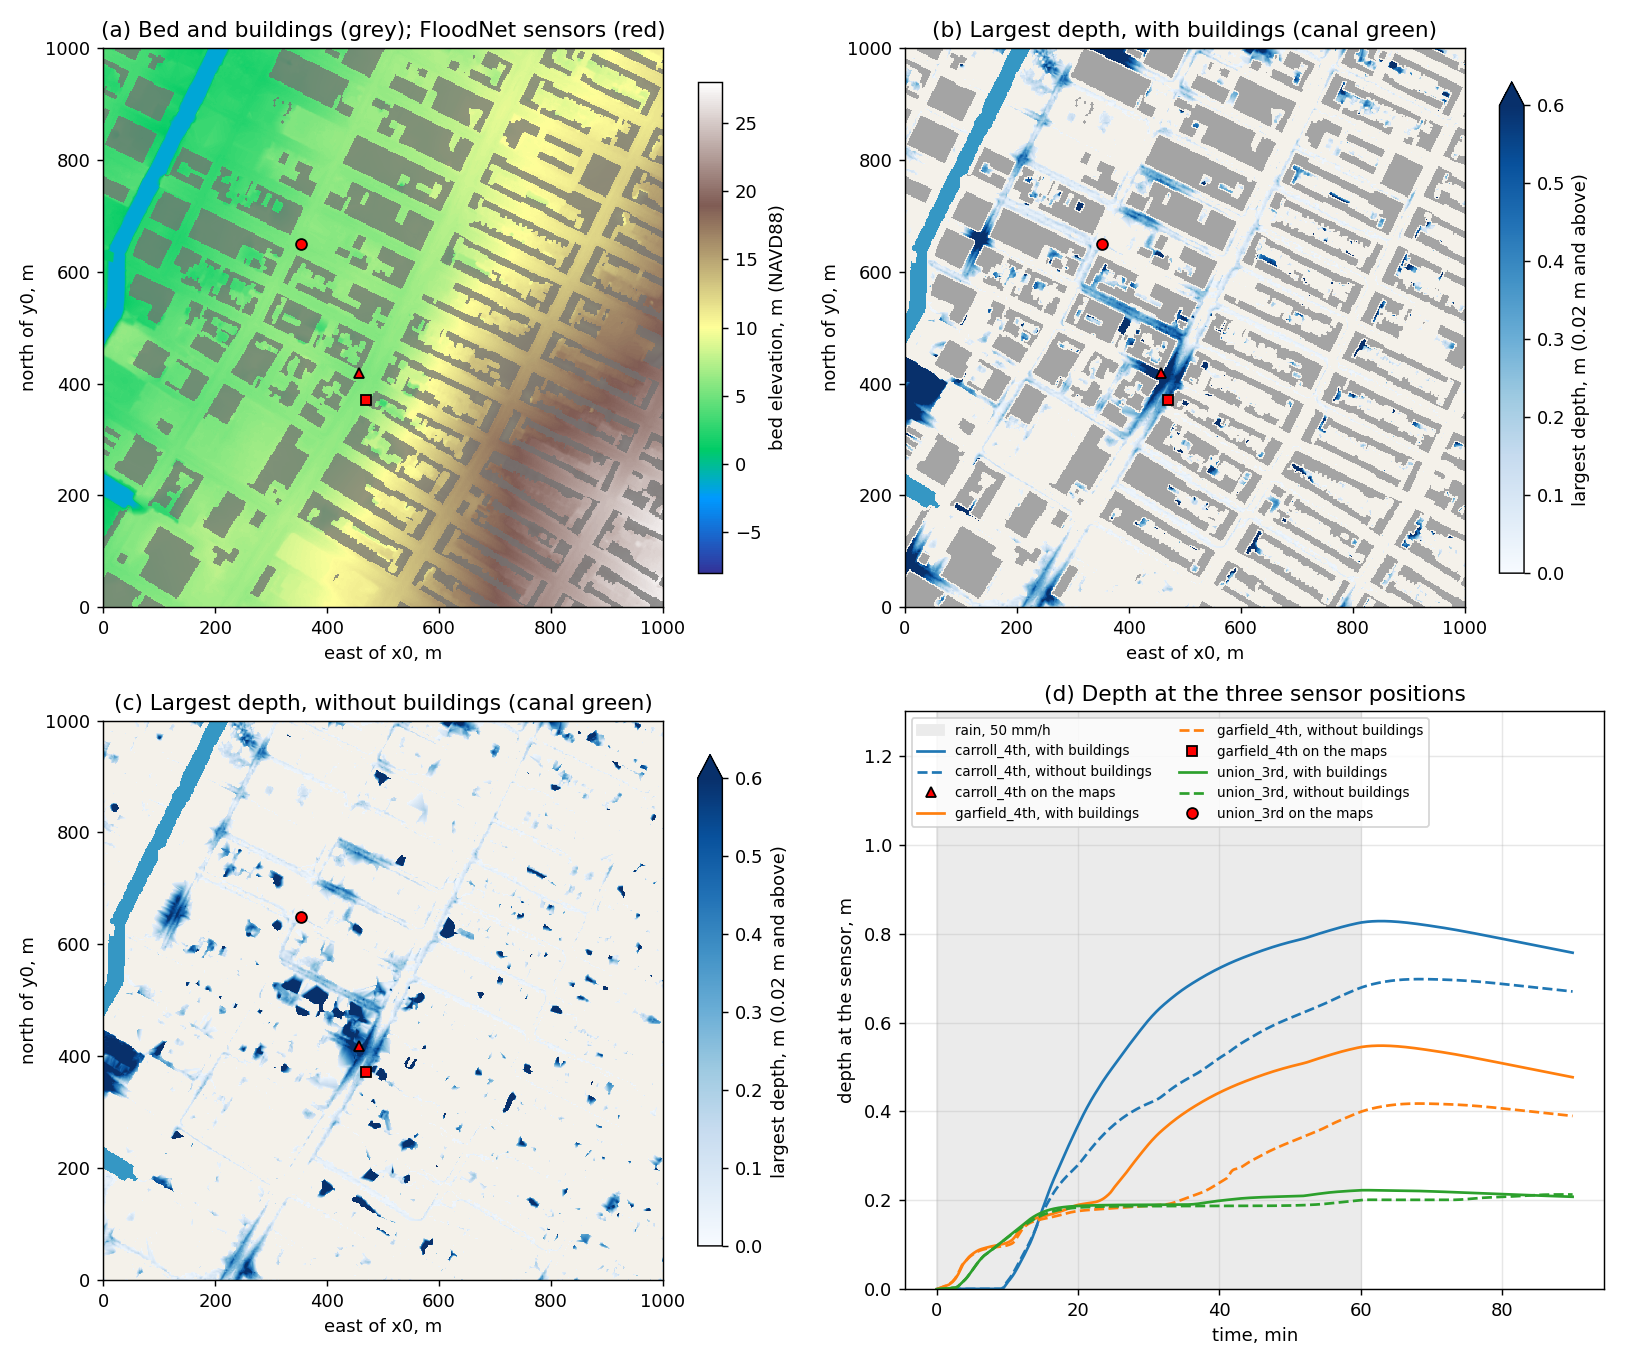 (a) Bed and buildings (grey); FloodNet sensors (red)
1000
800
600
400
200
0
north of y0, m
0 200 400 600 800 1000
east of x0, m
25
20
15
10
5
0
−5
bed elevation, m (NAVD88)
(b) Largest depth, with buildings (canal green)
1000
800
600
400
200
0
north of y0, m
0 200 400 600 800 1000
east of x0, m
0.6
0.5
0.4
0.3
0.2
0.1
0.0
largest depth, m (0.02 m and above)
(c) Largest depth, without buildings (canal green)
1000
800
600
400
200
0
north of y0, m
0 200 400 600 800 1000
east of x0, m
0.6
0.5
0.4
0.3
0.2
0.1
0.0
largest depth, m (0.02 m and above)
(d) Depth at the three sensor positions
rain, 50 mm/h
carroll_4th, with buildings
carroll_4th, without buildings
carroll_4th on the maps
garfield_4th, with buildings
garfield_4th, without buildings
garfield_4th on the maps
union_3rd, with buildings
union_3rd, without buildings
union_3rd on the maps
1.2
1.0
0.8
0.6
0.4
0.2
0.0
depth at the sensor, m
0 20 40 60 80
time, min